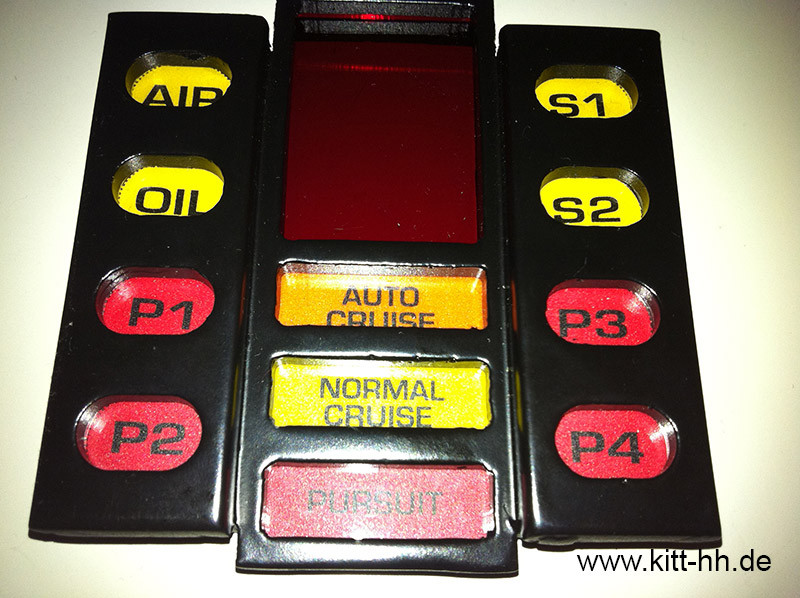 AIR
OIL
P1
P2
AUTO
CRUISE
NORMAL
CRUISE
PURSUIT
S1
S2
P3
P4
www.kitt-hh.de